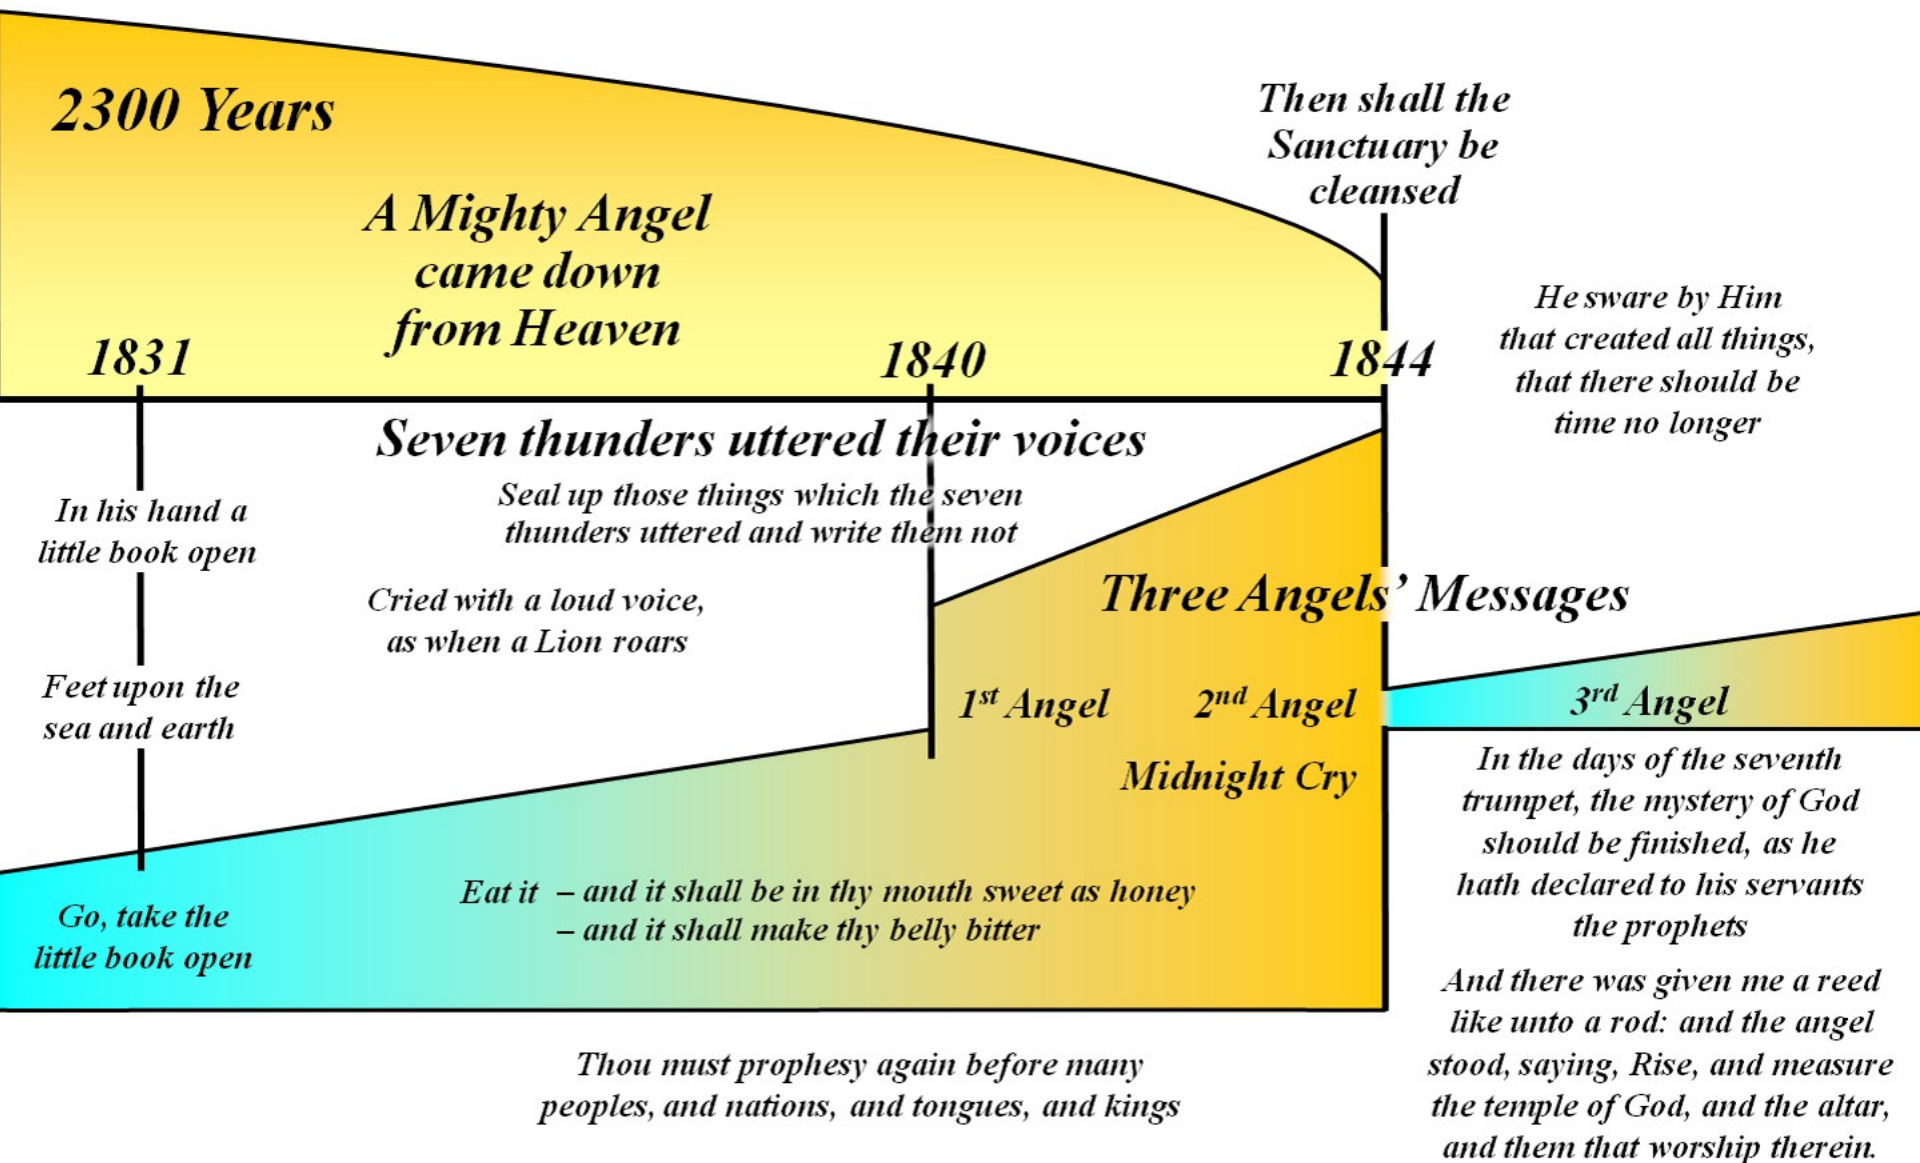 2300 Years
A Mighty Angel
came down
from Heaven
Then shall the
Sanctuary be
cleansed
1831
1840
1844
He sware by Him
that created all things,
that there should be
time no longer
Seven thunders uttered their voices
Seal up those things which the seven
thunders uttered and write them not
In his hand a
little book open
Cried with a loud voice,
as when a Lion roars
Feet upon the
sea and earth
Three Angels’ Messages
1st Angel
2nd Angel
3rd Angel
Midnight Cry
Go, take the
little book open
Eat it – and it shall be in thy mouth sweet as honey
– and it shall make thy belly bitter
In the days of the seventh
trumpet, the mystery of God
should be finished, as he
hath declared to his servants
the prophets
And there was given me a reed
like unto a rod: and the angel
stood, saying, Rise, and measure
the temple of God, and the altar,
and them that worship therein.
Thou must prophesy again before many
peoples, and nations, and tongues, and kings